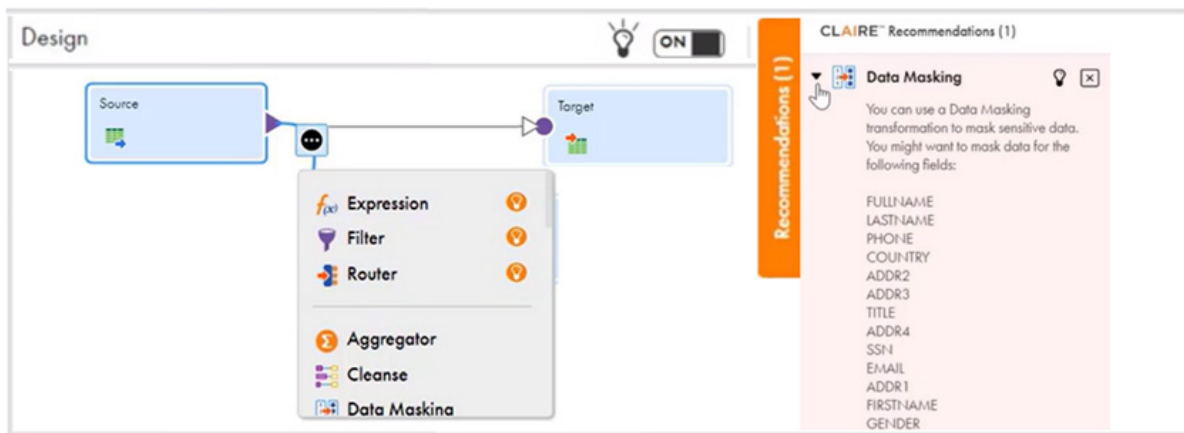 Design
ON
Source
Target
Expression
Filter
Router
Aggregator
Cleanse
Data Masking
Recommendations (1)
CLAIRE™ Recommendations (1)
Data Masking
You can use a Data Masking
transformation to mask sensitive data.
You might want to mask data for the
following fields:
FULLNAME
LASTNAME
PHONE
COUNTRY
ADDR2
ADDR3
TITLE
ADDR4
SSN
EMAIL
ADDR1
FIRSTNAME
GENDER